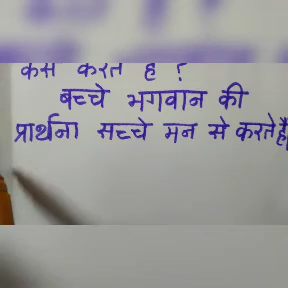 कैसे करते है ?
बच्चे भगवान की
प्रार्थना सच्चे मन से करते हैं